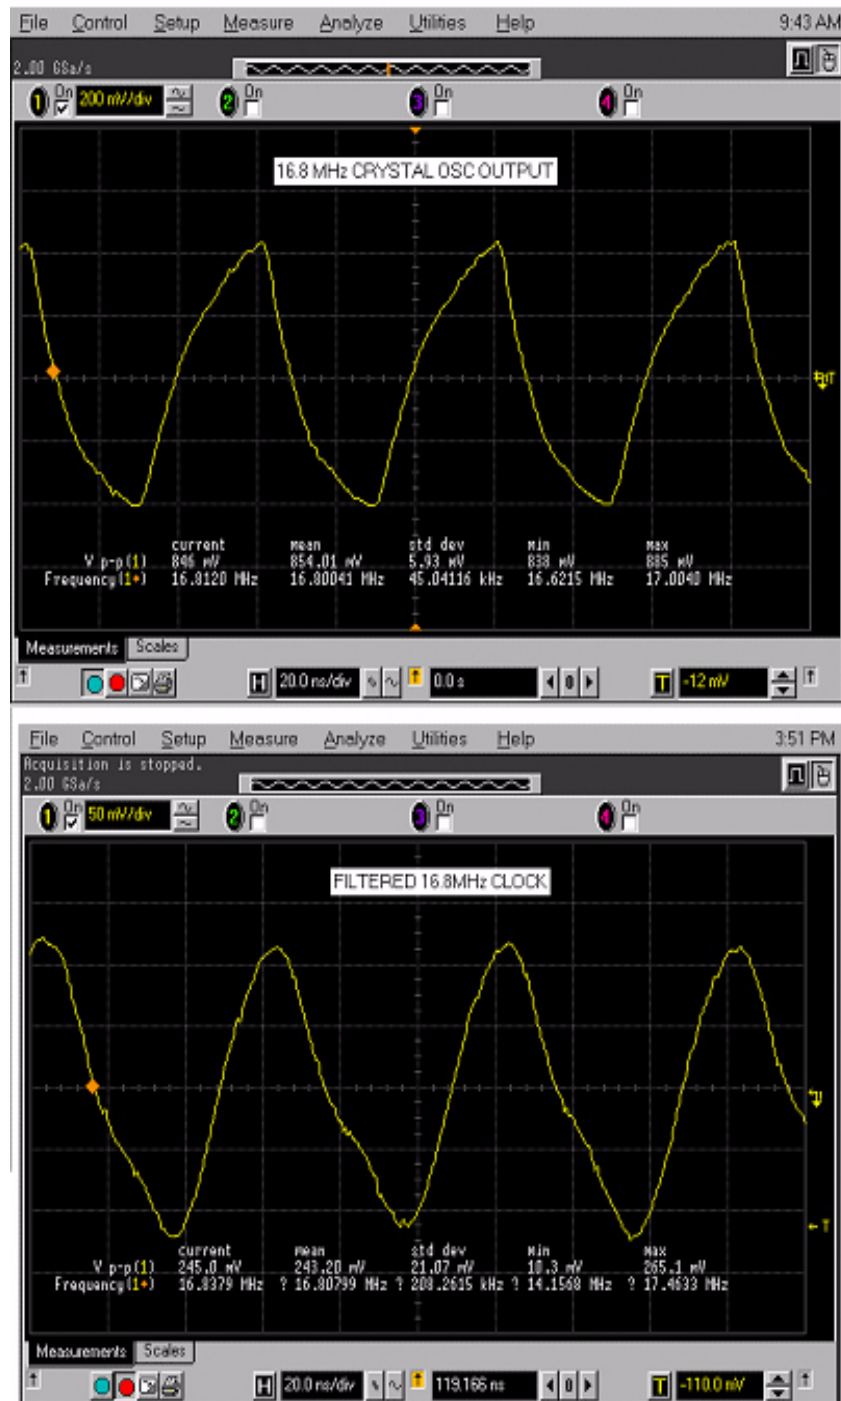 File Control Setup Measure Analyze Utilities Help 9:43 AM
2.00 GSa/s
1 On 200 mV/div 2 On 3 On 4 On
16.8 MHz CRYSTAL OSC OUTPUT
current mean std dev min max
V p-p(1) 846 mV 854.01 mV 5.93 mV 838 mV 885 mV
Frequency(1) 16.8120 MHz 16.80041 MHz 45.04116 kHz 16.6215 MHz 17.0040 MHz
Measurements Scales
H 20.0 ns/div 0.0 s 0 T -12 mV
File Control Setup Measure Analyze Utilities Help 3:51 PM
Acquisition is stopped.
2.00 GSa/s
1 On 50 mV/div 2 On 3 On 4 On
FILTERED 16.8MHz CLOCK
T
current mean std dev min max
V p-p(1) 245.0 mV 243.20 mV 21.07 mV 10.3 mV 265.1 mV
Frequency(1) 16.8379 MHz ? 16.80799 MHz ? 208.2615 kHz ? 14.1568 MHz ? 17.4633 MHz
Measurements Scales
H 20.0 ns/div 119.166 ns 0 T -110.0 mV